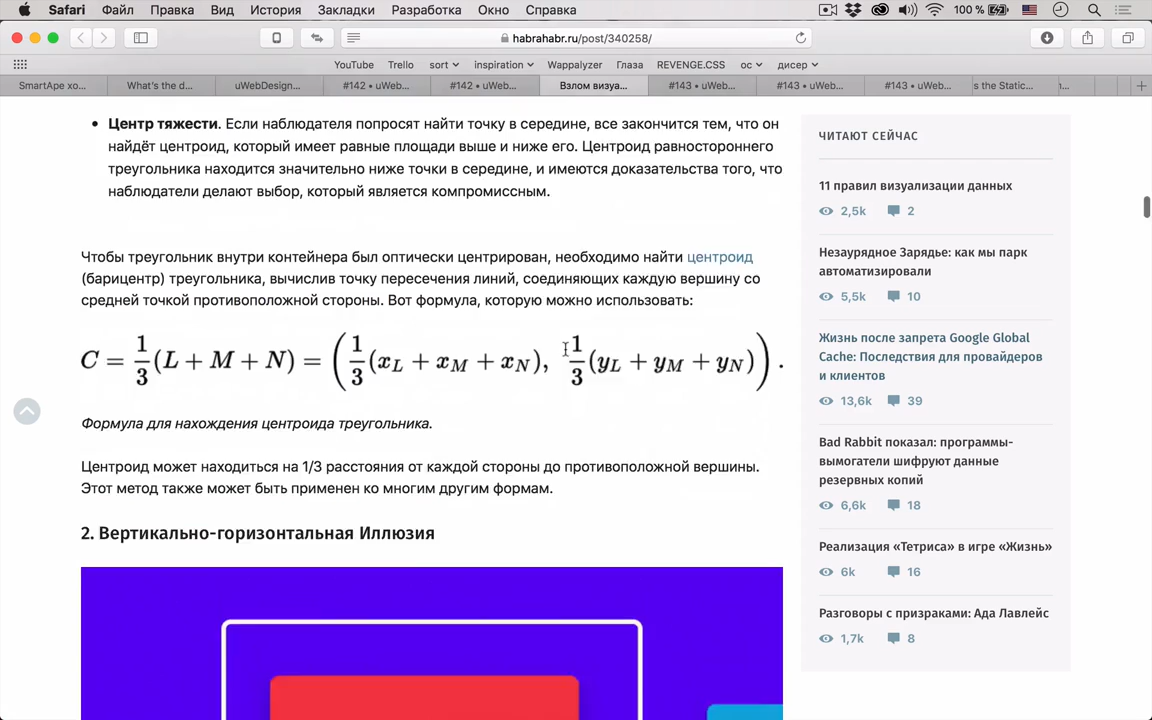 Safari Файл Правка Вид История Закладки Разработка Окно Справка 100 %
habrahabr.ru/post/340258/
YouTube Trello sort inspiration Wappalyzer Глаза REVENGE.CSS ос дисер
SmartApe хо... What's the d... uWebDesign... #142 • uWeb... #142 • uWeb... Взлом визуа... #143 • uWeb... #143 • uWeb... #143 • uWeb... s the Static...
• Центр тяжести. Если наблюдателя попросят найти точку в середине, все закончится тем, что он
найдёт центроид, который имеет равные площади выше и ниже его. Центроид равностороннего
треугольника находится значительно ниже точки в середине, и имеются доказательства того, что
наблюдатели делают выбор, который является компромиссным.
Чтобы треугольник внутри контейнера был оптически центрирован, необходимо найти центроид
(барицентр) треугольника, вычислив точку пересечения линий, соединяющих каждую вершину со
средней точкой противоположной стороны. Вот формула, которую можно использовать:
C = 1/3(L + M + N) = (1/3(x_L + x_M + x_N), 1/3(y_L + y_M + y_N)).
Формула для нахождения центроида треугольника.
Центроид может находиться на 1/3 расстояния от каждой стороны до противоположной вершины.
Этот метод также может быть применен ко многим другим формам.
2. Вертикально-горизонтальная Иллюзия
ЧИТАЮТ СЕЙЧАС
11 правил визуализации данных
2,5k 2
Незаурядное Зарядье: как мы парк
автоматизировали
5,5k 10
Жизнь после запрета Google Global
Cache: Последствия для провайдеров
и клиентов
13,6k 39
Bad Rabbit показал: программы-
вымогатели шифруют данные
резервных копий
6,6k 18
Реализация «Тетриса» в игре «Жизнь»
6k 16
Разговоры с призраками: Ада Лавлейс
1,7k 8